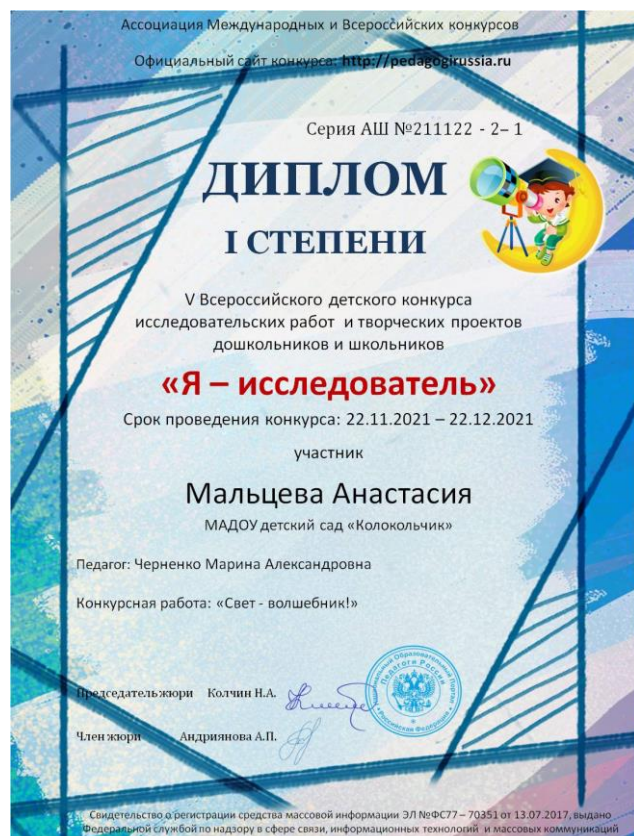 Ассоциация Международных и Всероссийских конкурсов
Официальный сайт конкурса: http://pedagogirussia.ru
Серия АШ №211122 - 2– 1
ДИПЛОМ
I СТЕПЕНИ
V Всероссийского детского конкурса
исследовательских работ и творческих проектов
дошкольников и школьников
«Я – исследователь»
Срок проведения конкурса: 22.11.2021 – 22.12.2021
участник
Мальцева Анастасия
МАДОУ детский сад «Колокольчик»
Педагог: Черненко Марина Александровна
Конкурсная работа: «Свет - волшебник!»
Председатель жюри Колчин Н.А.
Педагоги России
Российская Федерация
Член жюри Андриянова А.П.
Свидетельство о регистрации средства массовой информации ЭЛ №ФС77 – 70351 от 13.07.2017, выдано
Федеральной службой по надзору в сфере связи, информационных технологий и массовых коммуникаций